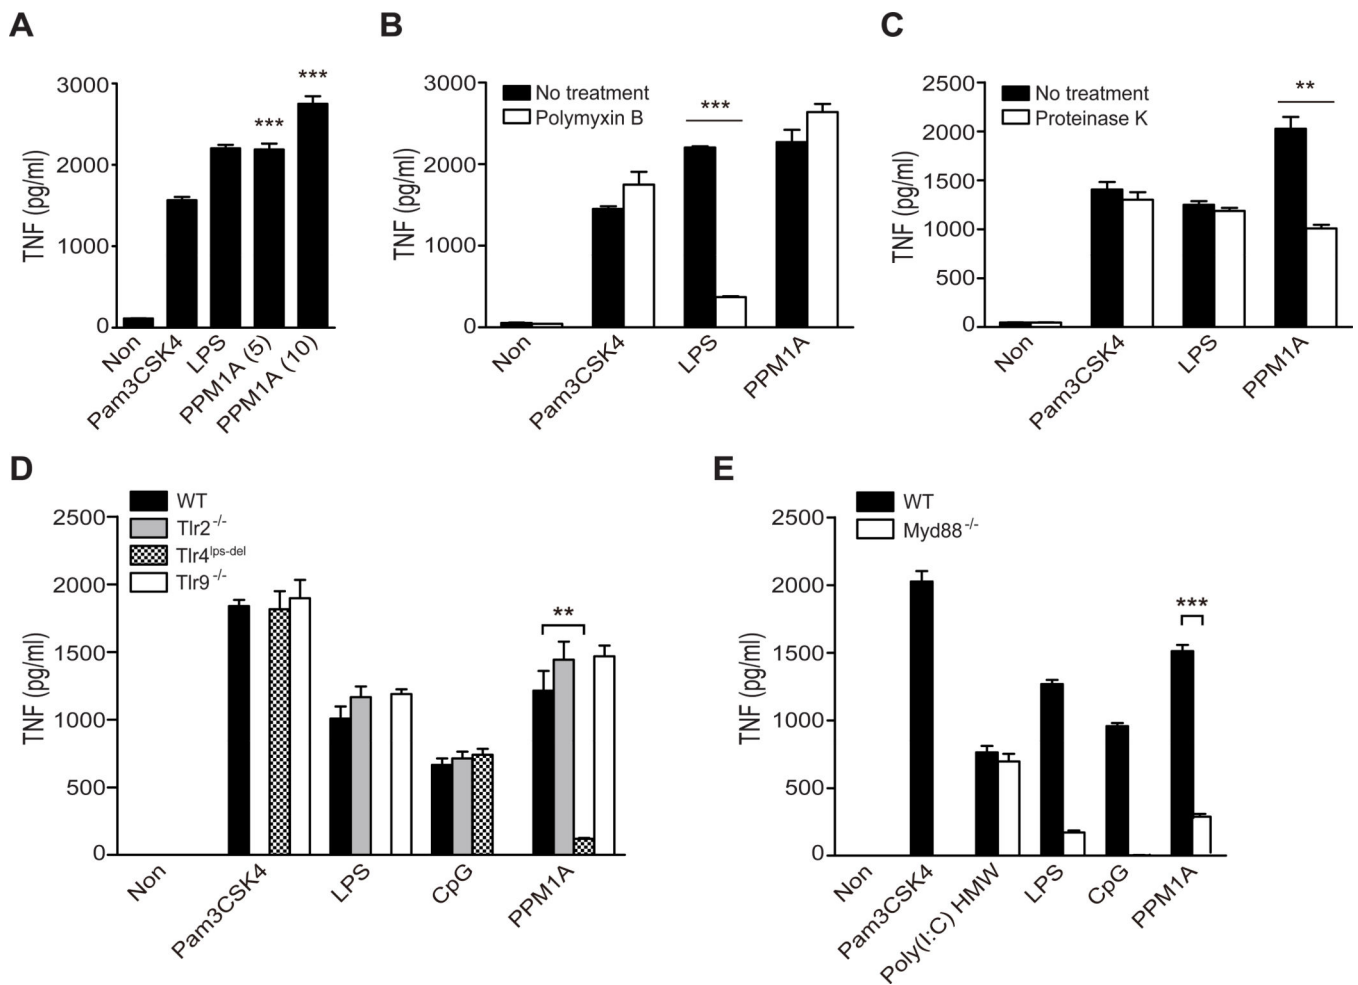 A
TNF (pg/ml)
3000
2000
1000
0
***
***
Non
Pam3CSK4
LPS
PPM1A (5)
PPM1A (10)
B
TNF (pg/ml)
3000
2000
1000
0
No treatment
Polymyxin B
***
Non
Pam3CSK4
LPS
PPM1A
C
TNF (pg/ml)
2500
2000
1500
1000
500
0
No treatment
Proteinase K
**
Non
Pam3CSK4
LPS
PPM1A
D
WT
Tlr2-/-
Tlr4lps-del
Tlr9-/-
TNF (pg/ml)
2500
2000
1500
1000
500
0
**
Non
Pam3CSK4
LPS
CpG
PPM1A
E
WT
Myd88-/-
TNF (pg/ml)
2500
2000
1500
1000
500
0
***
Non
Pam3CSK4
Poly(I:C) HMW
LPS
CpG
PPM1A